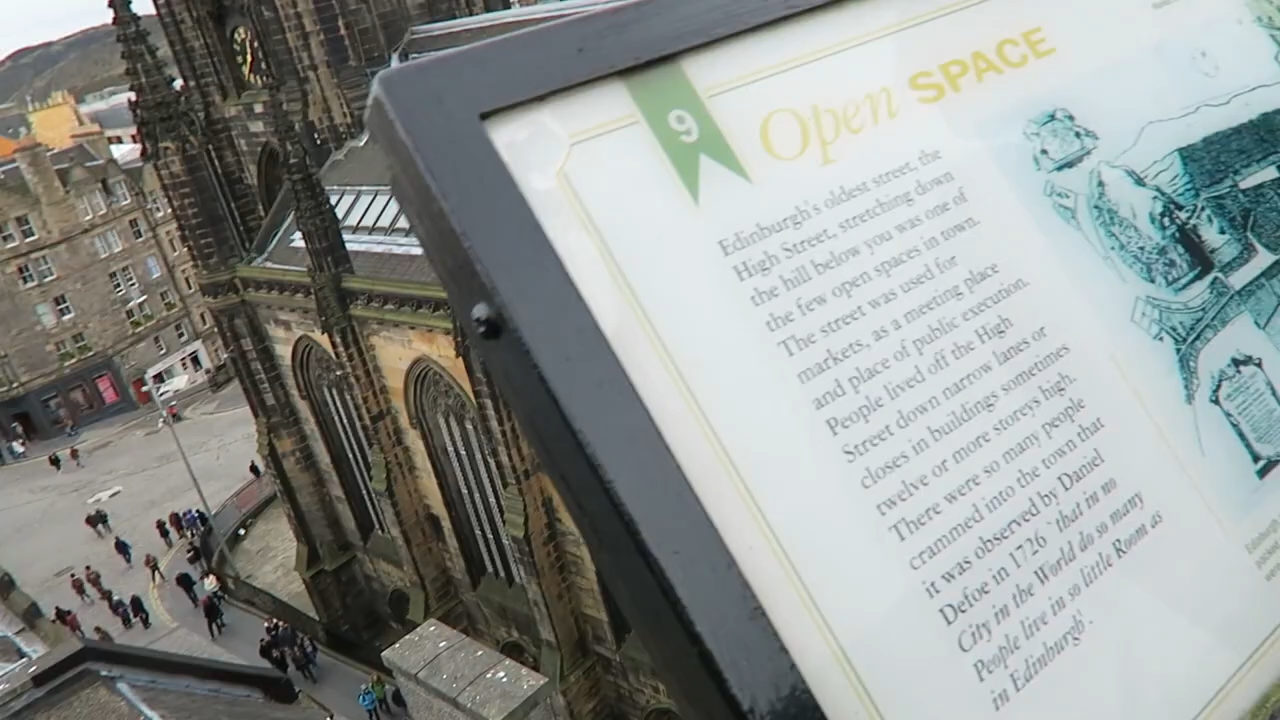 9
Open SPACE
Edinburgh's oldest street, the
High Street, stretching down
the hill below you was one of
the few open spaces in town.
The street was used for
markets, as a meeting place
and place of public execution.
People lived off the High
Street down narrow lanes or
closes in buildings sometimes
twelve or more storeys high.
There were so many people
crammed into the town that
it was observed by Daniel
Defoe in 1726 `that in no
City in the World do so many
People live in so little Room as
in Edinburgh'.